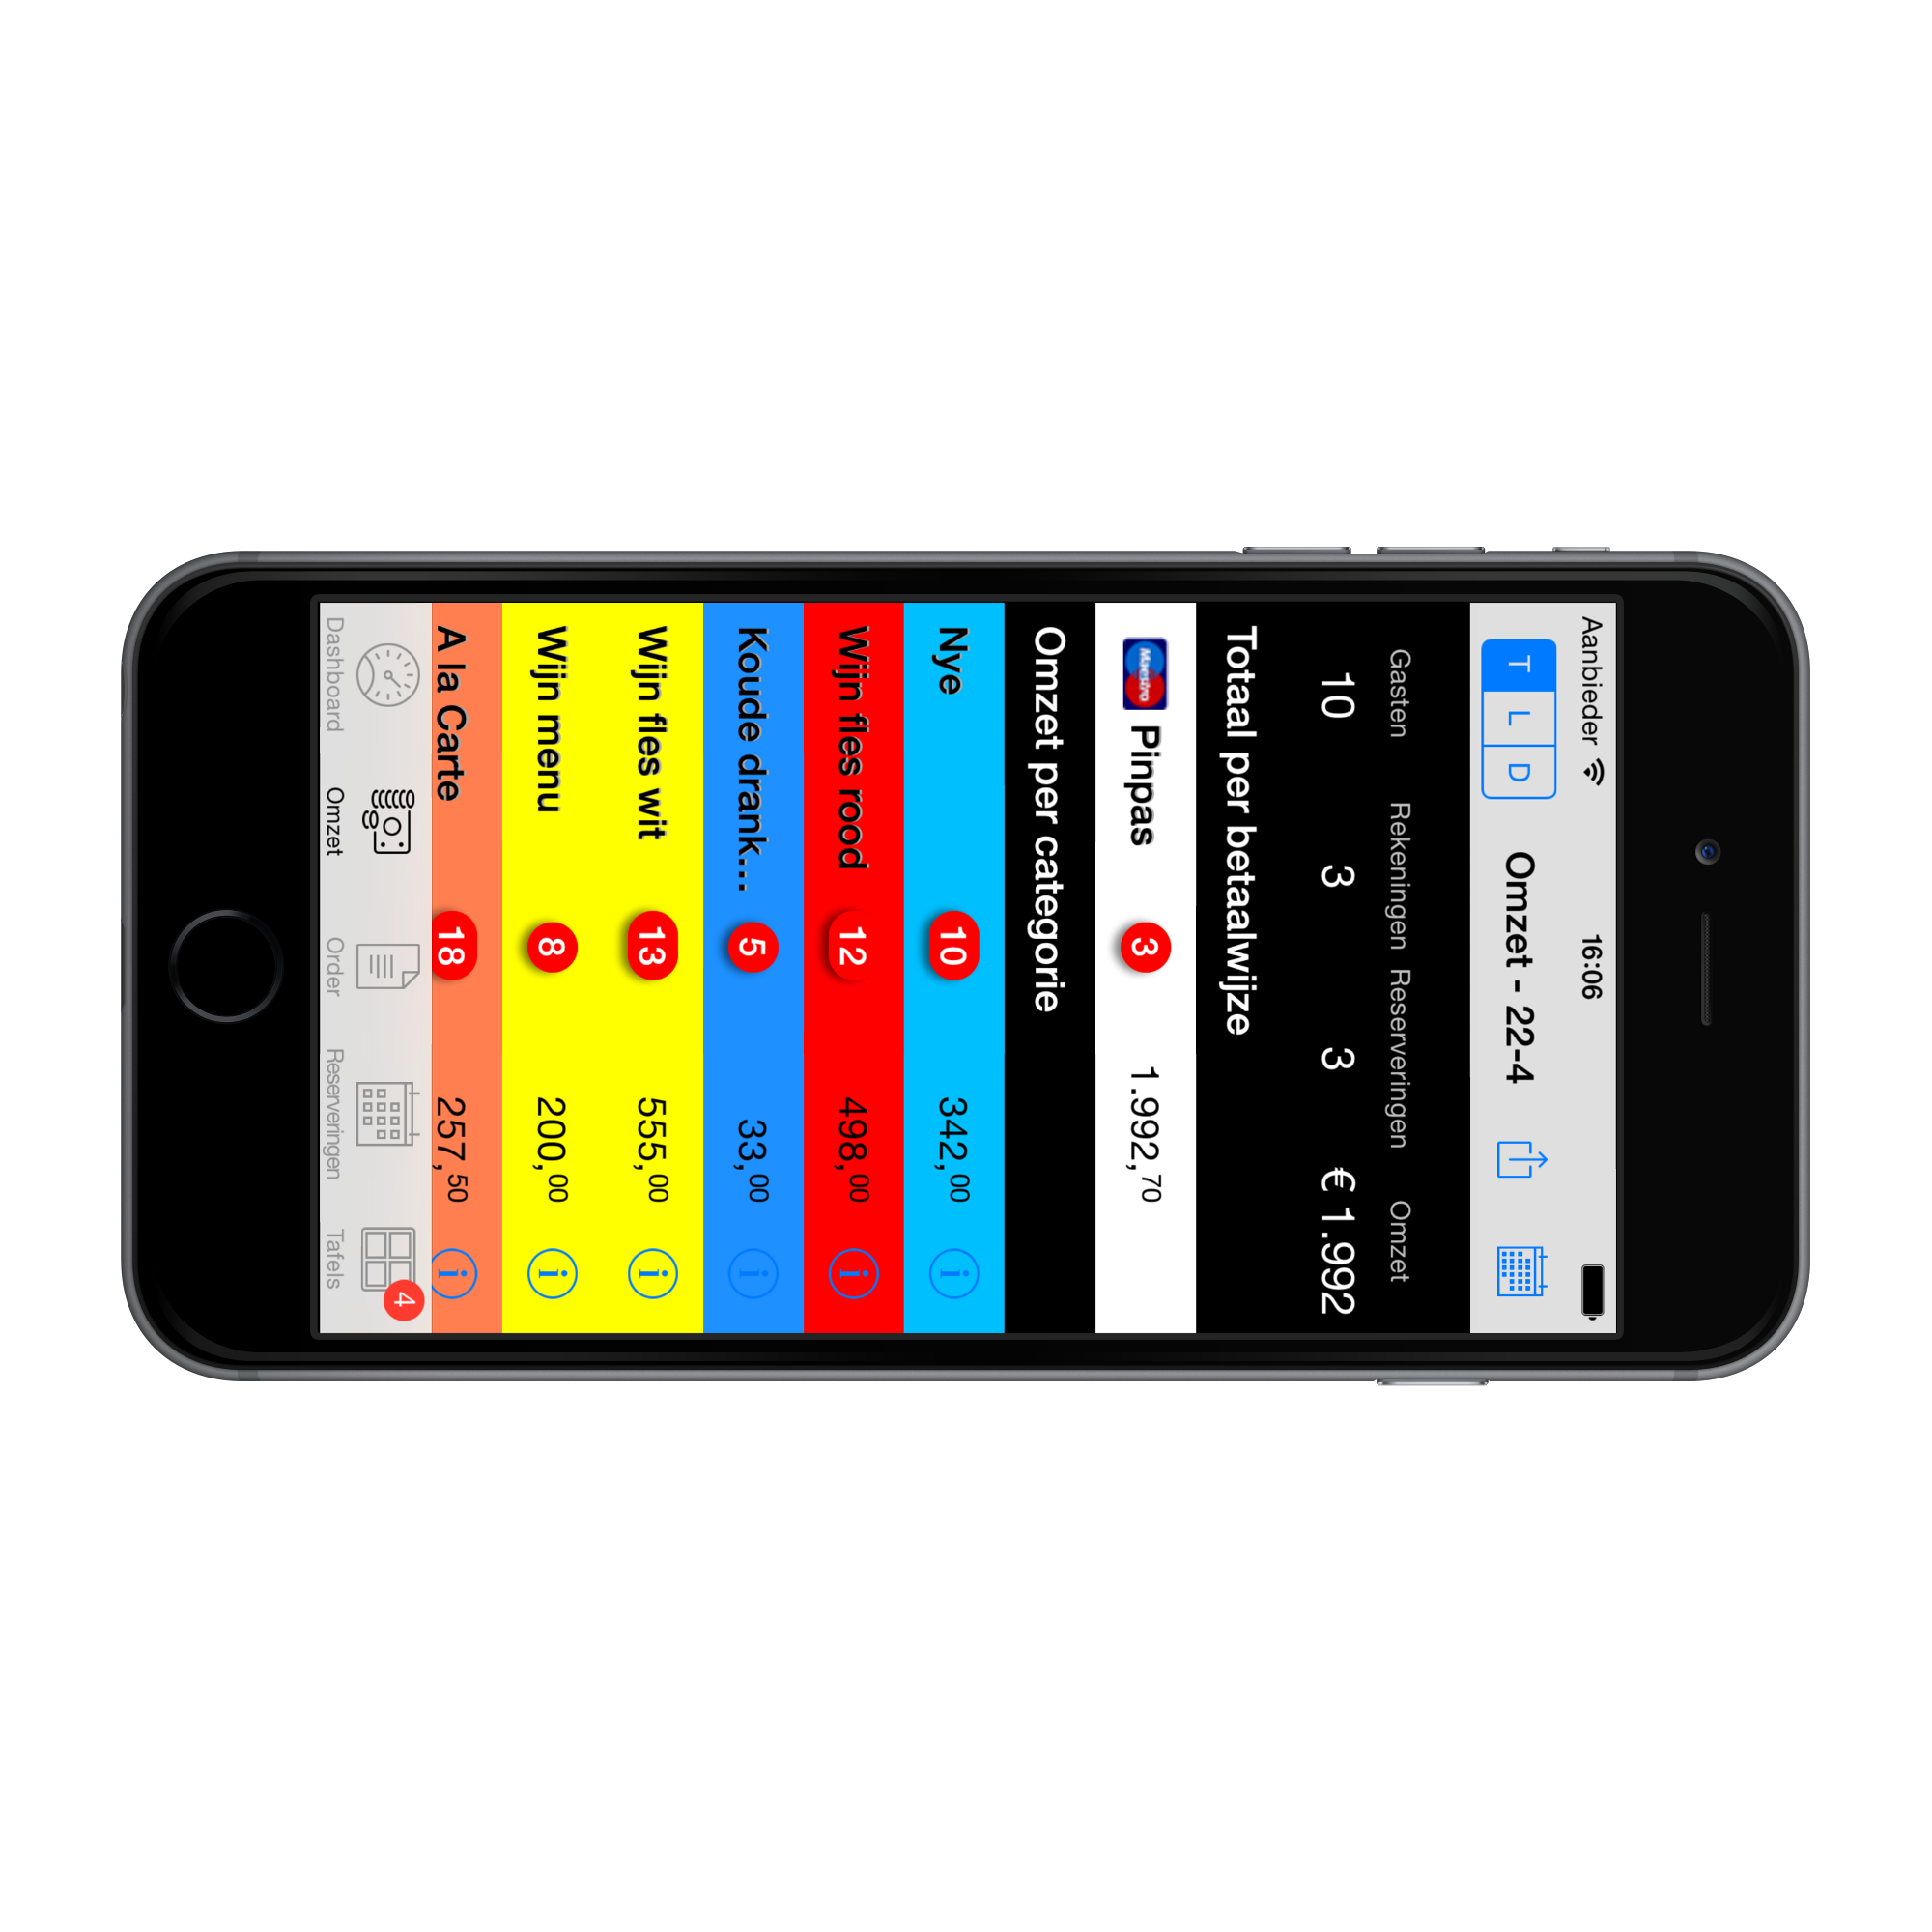 Aanbieder 16:06
T L D Omzet - 22-4
Gasten Rekeningen Reserveringen Omzet
10 3 3 € 1.992
Totaal per betaalwijze
Maestro Pinpas 3 1.992,70
Omzet per categorie
Nye 10 342,00 i
Wijn fles rood 12 498,00 i
Koude drank... 5 33,00 i
Wijn fles wit 13 555,00 i
Wijn menu 8 200,00 i
A la Carte 18 257,50 i
4
Dashboard Omzet Order Reserveringen Tafels